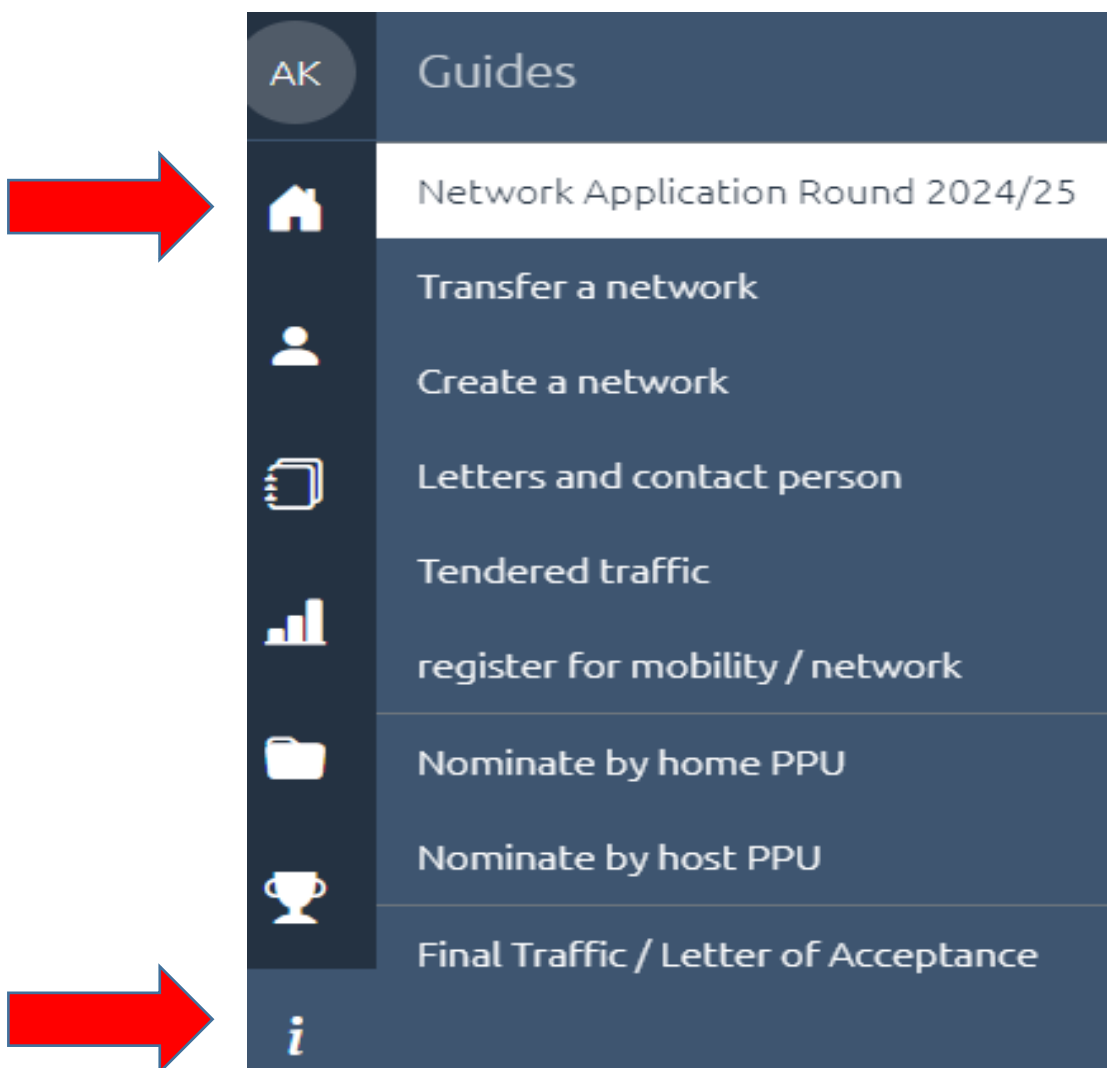 AK
Guides
Network Application Round 2024/25
Transfer a network
Create a network
Letters and contact person
Tendered traffic
register for mobility / network
Nominate by home PPU
Nominate by host PPU
Final Traffic / Letter of Acceptance
i